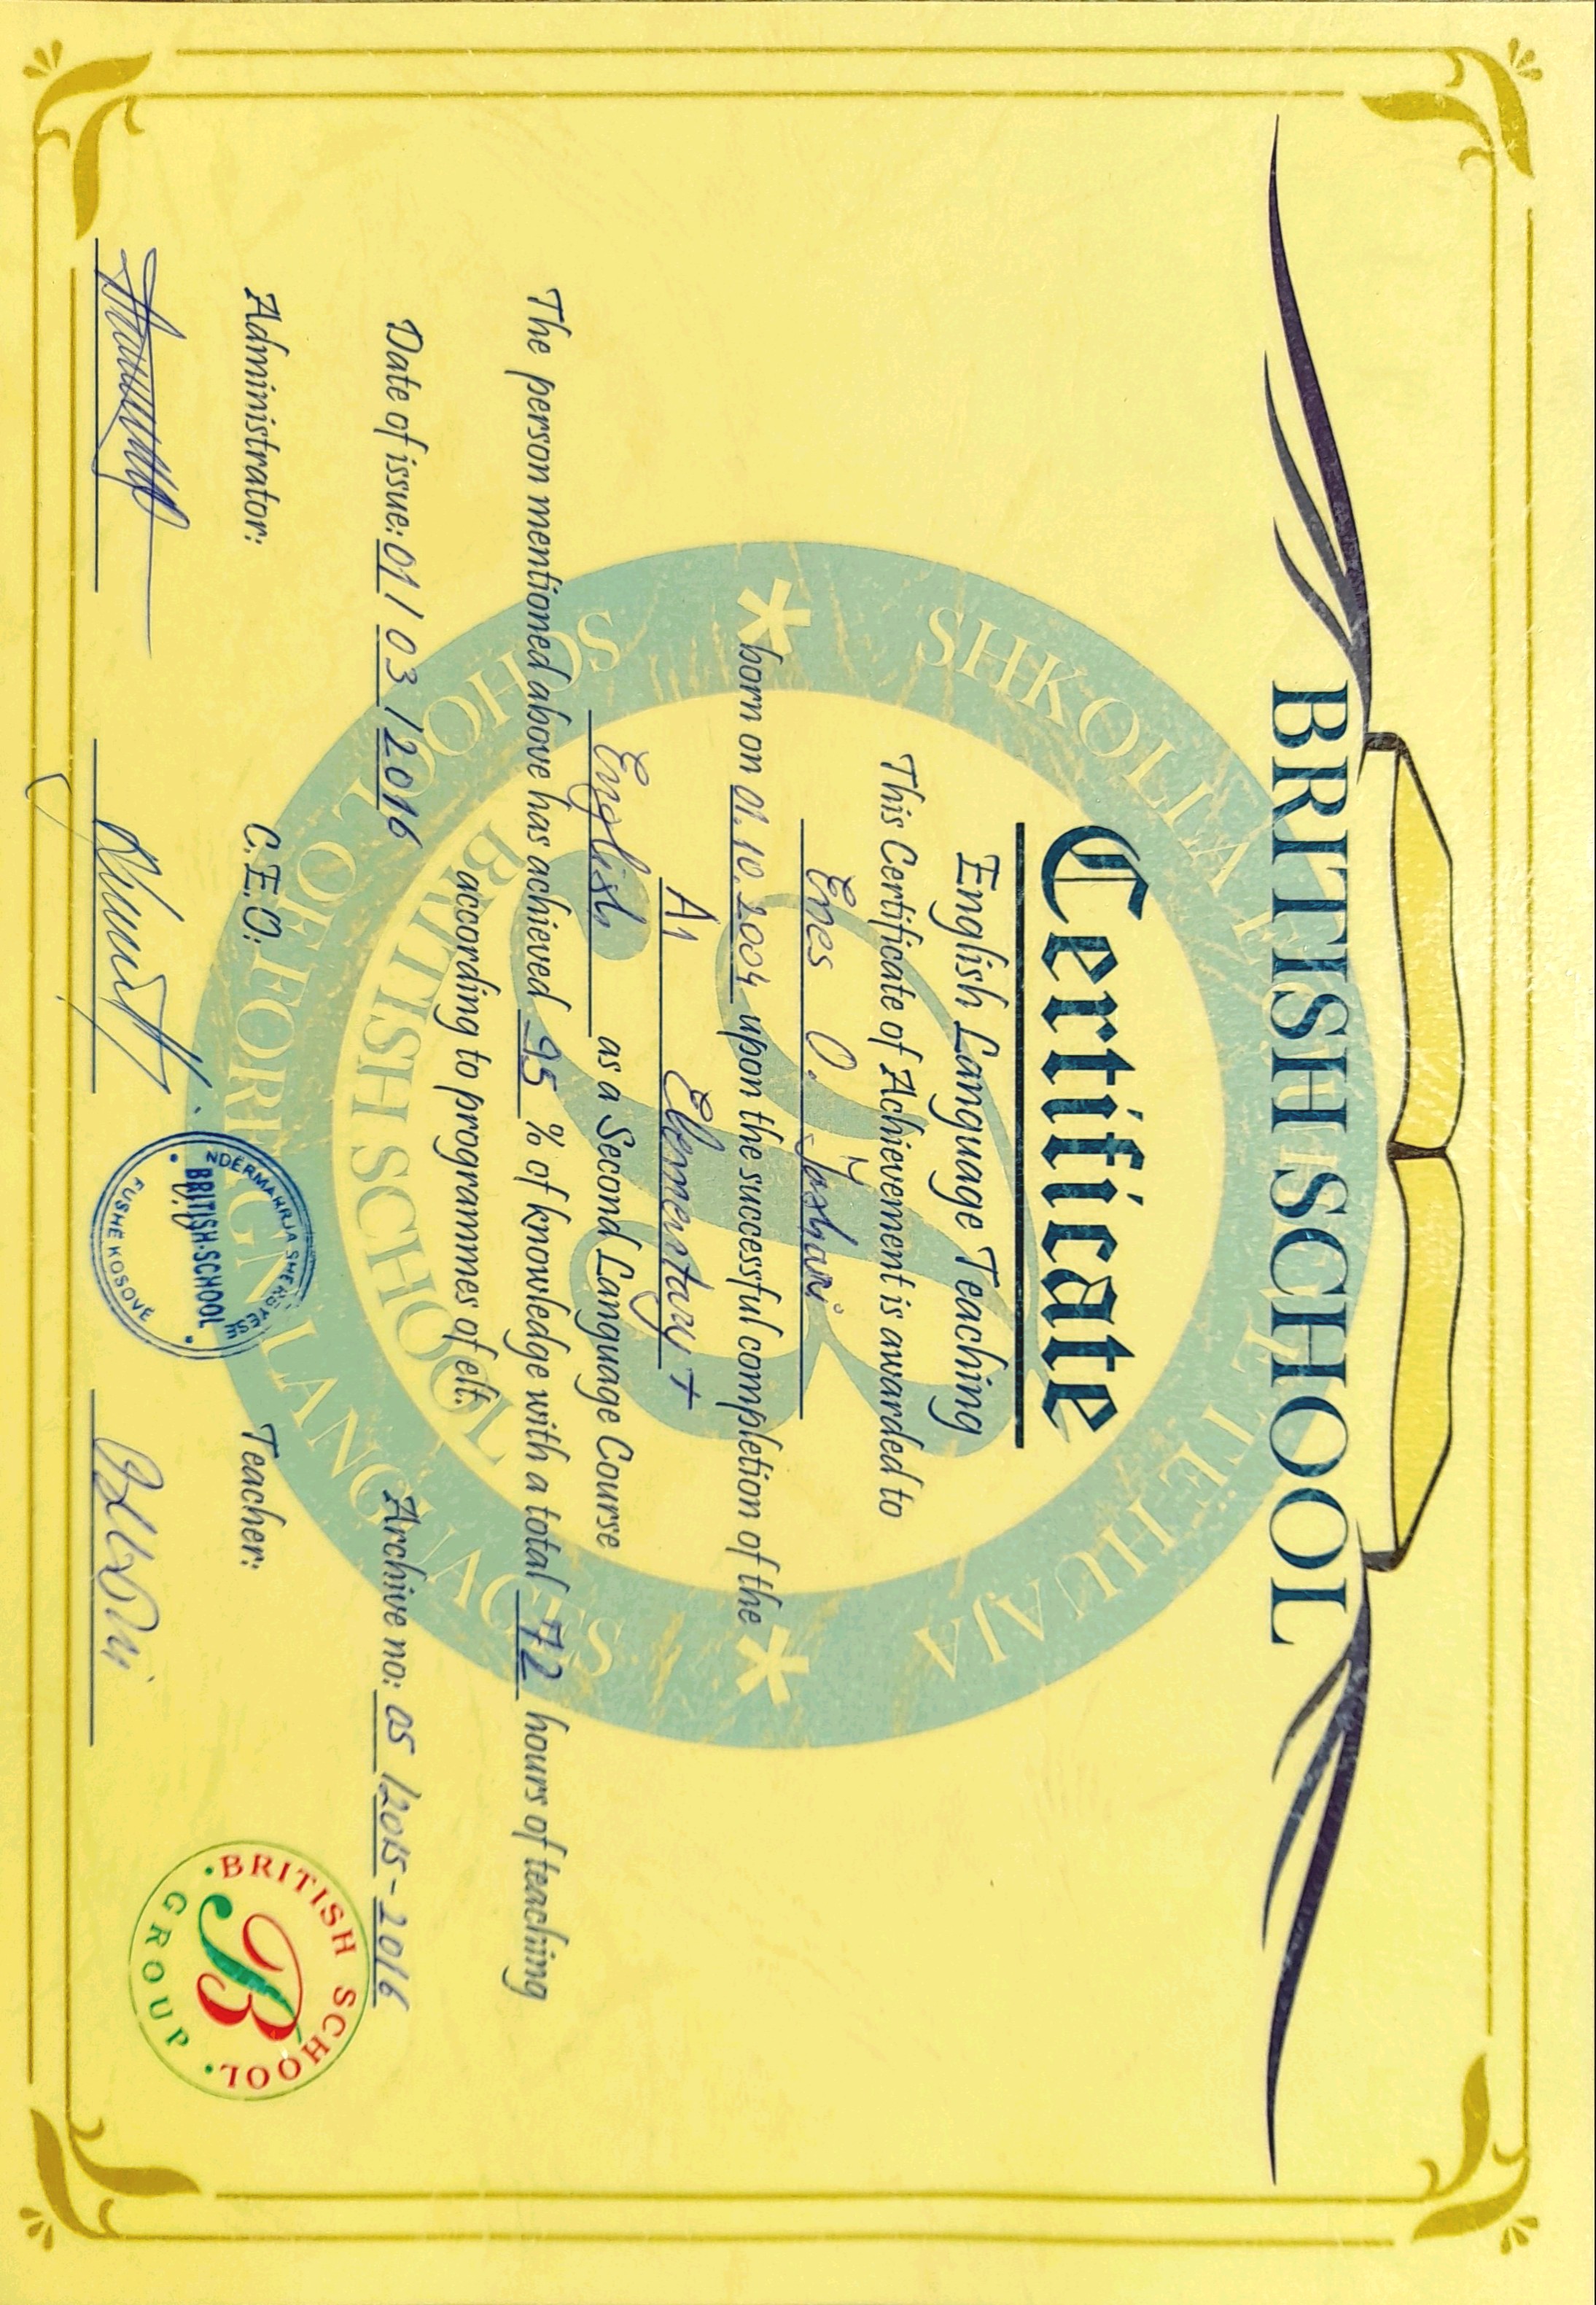 BRITISH SCHOOL
SHKOLLA E GJUHËVE TË HUAJA
Certificate
English Language Teaching
This Certificate of Achievement is awarded to
Enes O. Jashari
born on 01.10.2004 upon the successful completion of the
A1 Elementary +
English as a Second Language Course
The person mentioned above has achieved 95 % of knowledge with a total 72 hours of teaching
according to programmes of elt.
BRITISH SCHOOL
SCHOOL OF FOREIGN LANGUAGES
Date of issue: 01 / 03 / 2016
Archive no: 05 /2015-2016
Administrator:
C.E.O:
Teacher:
NDËRMARRJA SHËRBYESE
BRITISH-SCHOOL
FUSHË KOSOVË
BRITISH SCHOOL
B
GROUP